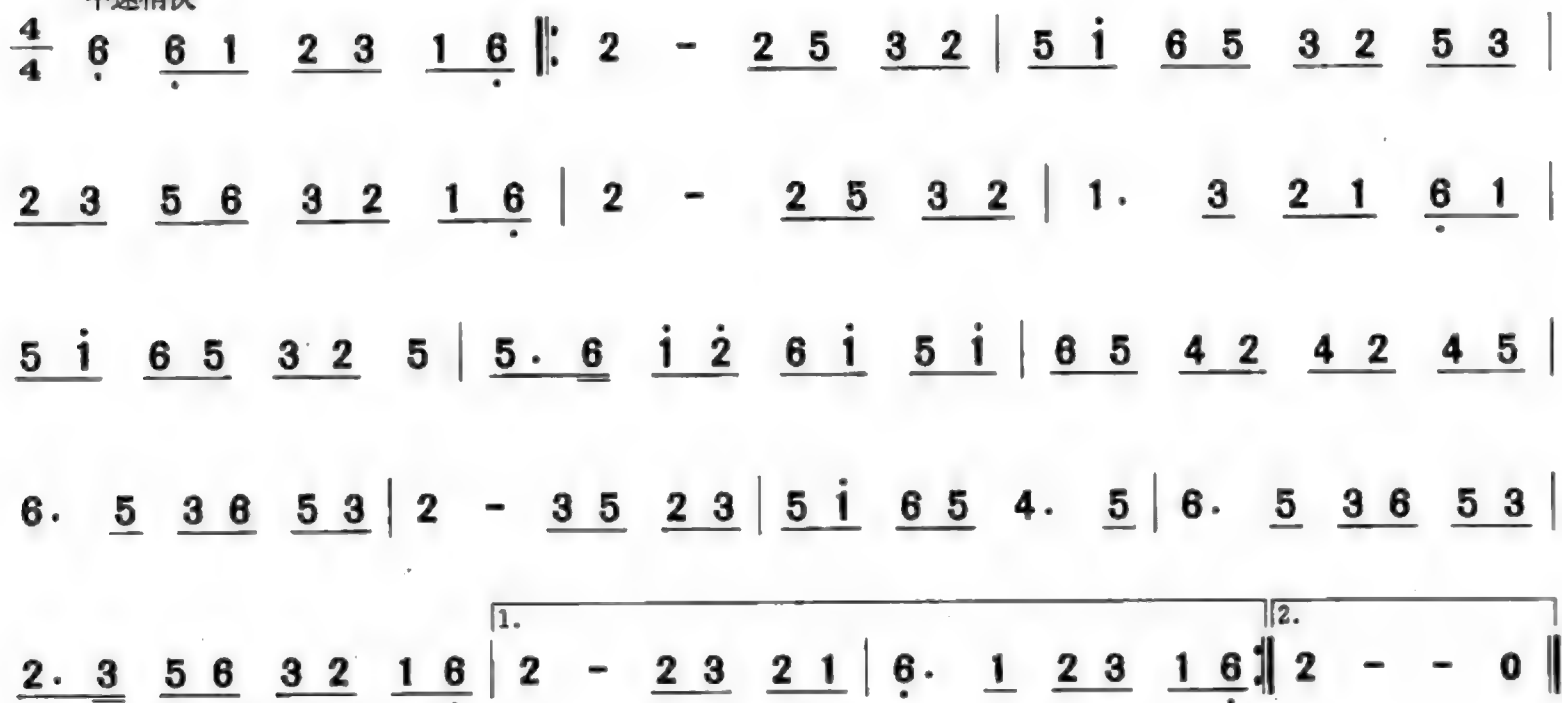 4/4 6̣ 6̣ 1 2 3 1 6̣ ‖: 2 - 2 5 3 2 | 5 i̇ 6 5 3 2 5 3 |
2 3 5 6 3 2 1 6̣ | 2 - 2 5 3 2 | 1. 3 2 1 6̣ 1 |
5 i̇ 6 5 3 2 5 | 5. 6 i̇ 2̇ 6 i̇ 5 i̇ | 6 5 4 2 4 2 4 5 |
6. 5 3 6 5 3 | 2 - 3 5 2 3 | 5 i̇ 6 5 4. 5 | 6. 5 3 6 5 3 |
1. 2.
2. 3 5 6 3 2 1 6̣ | 2 - 2 3 2 1 | 6̣. 1 2 3 1 6̣ :‖ 2 - - 0 ‖